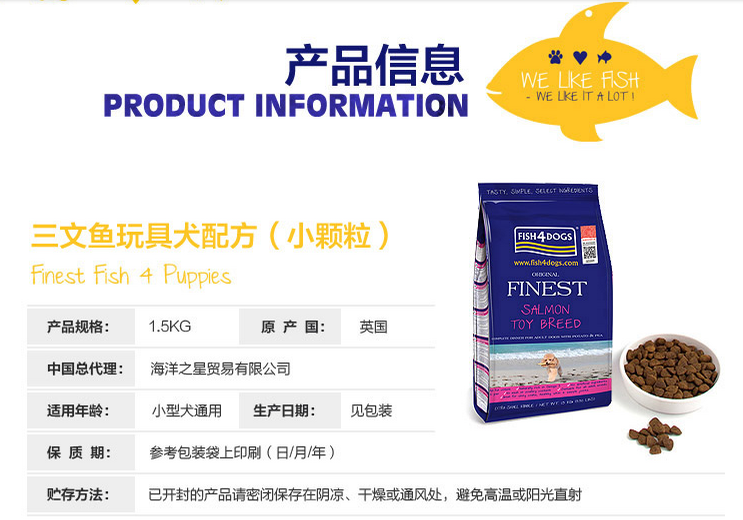 产品信息
PRODUCT INFORMATION
WE LIKE FISH
- WE LIKE IT A LOT !
三文鱼玩具犬配方（小颗粒）
Finest Fish 4 Puppies
TASTY, SIMPLE, SELECT INGREDIENTS
FISH4DOGS
www.fish4dogs.com
ORIGINAL
FINEST
SALMON
TOY BREED
产品规格： 1.5KG 原 产 国： 英国
中国总代理： 海洋之星贸易有限公司
适用年龄： 小型犬通用 生产日期： 见包装
保 质 期： 参考包装袋上印刷（日/月/年）
贮存方法： 已开封的产品请密闭保存在阴凉、干燥或通风处，避免高温或阳光直射